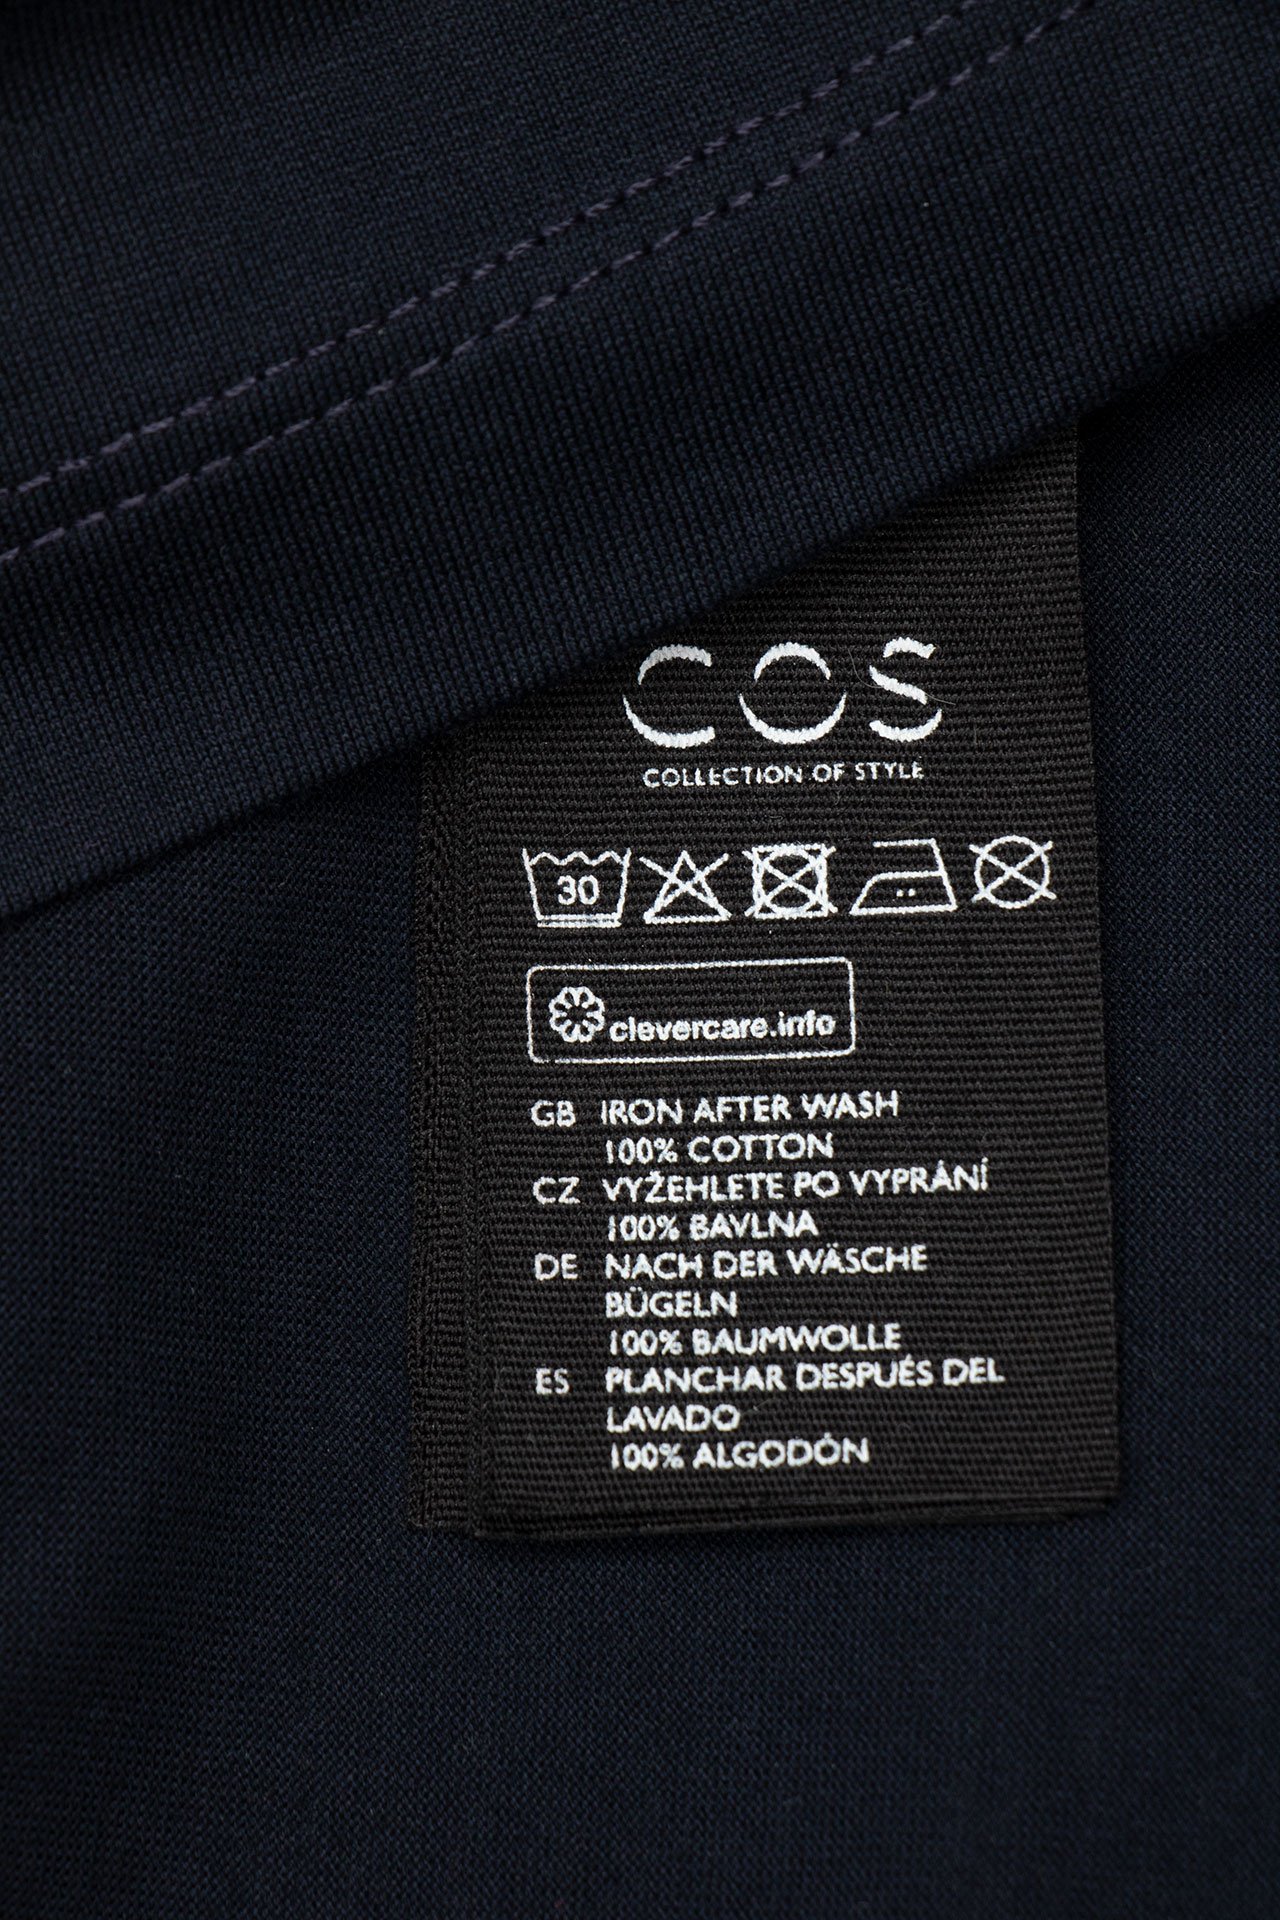 COS
COLLECTION OF STYLE
30
clevercare.info
GB IRON AFTER WASH
100% COTTON
CZ VYŽEHLETE PO VYPRÁNÍ
100% BAVLNA
DE NACH DER WÄSCHE
BÜGELN
100% BAUMWOLLE
ES PLANCHAR DESPUÉS DEL
LAVADO
100% ALGODÓN